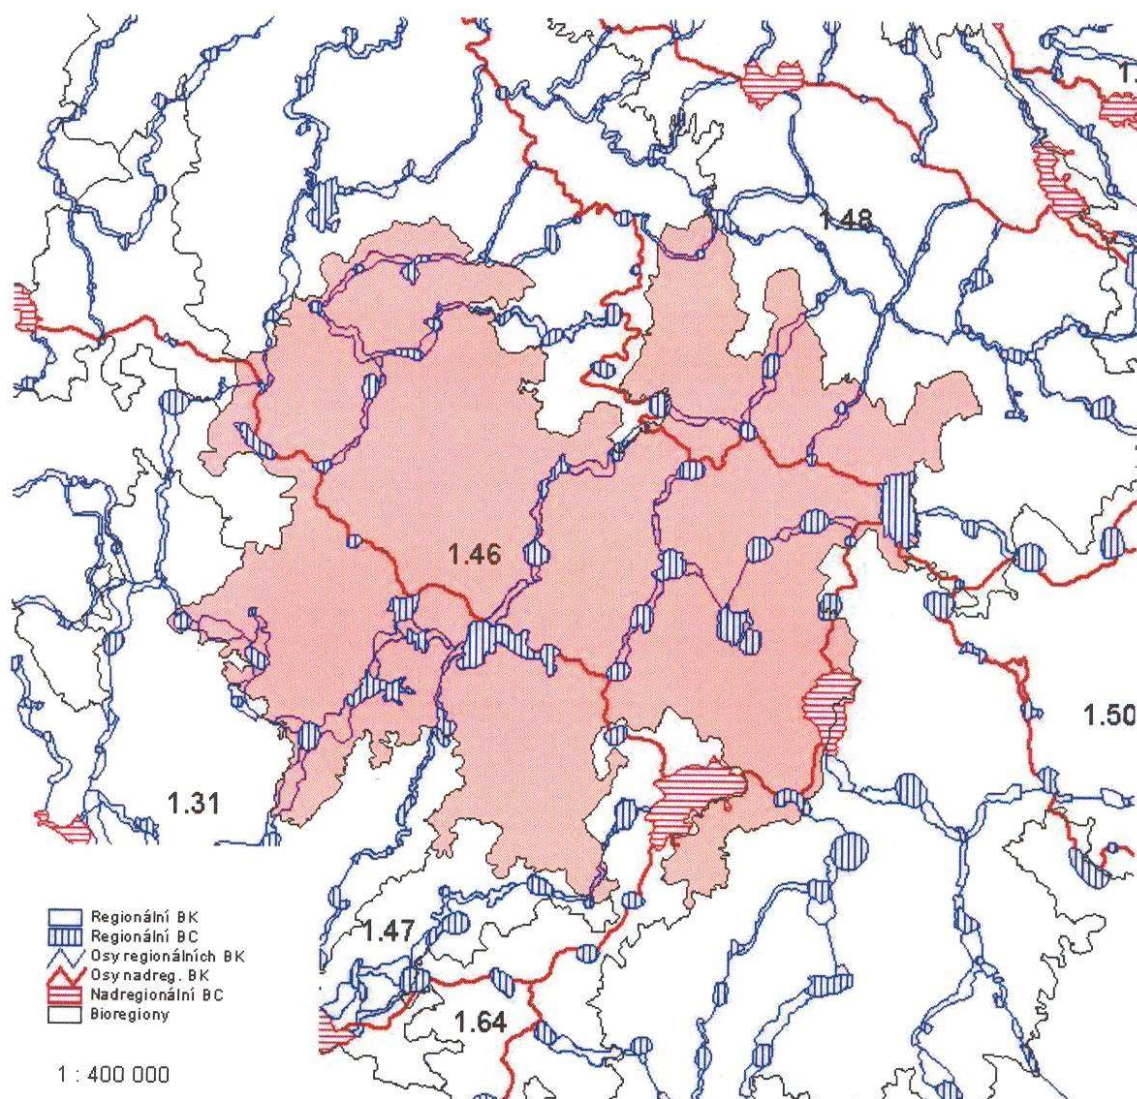 1.
1.48
1.46
1.50
1.31
1.47
1.64
Regionální BK
Regionální BC
Osy regionálních BK
Osy nadreg. BK
Nadregionální BC
Bioregiony
1 : 400 000